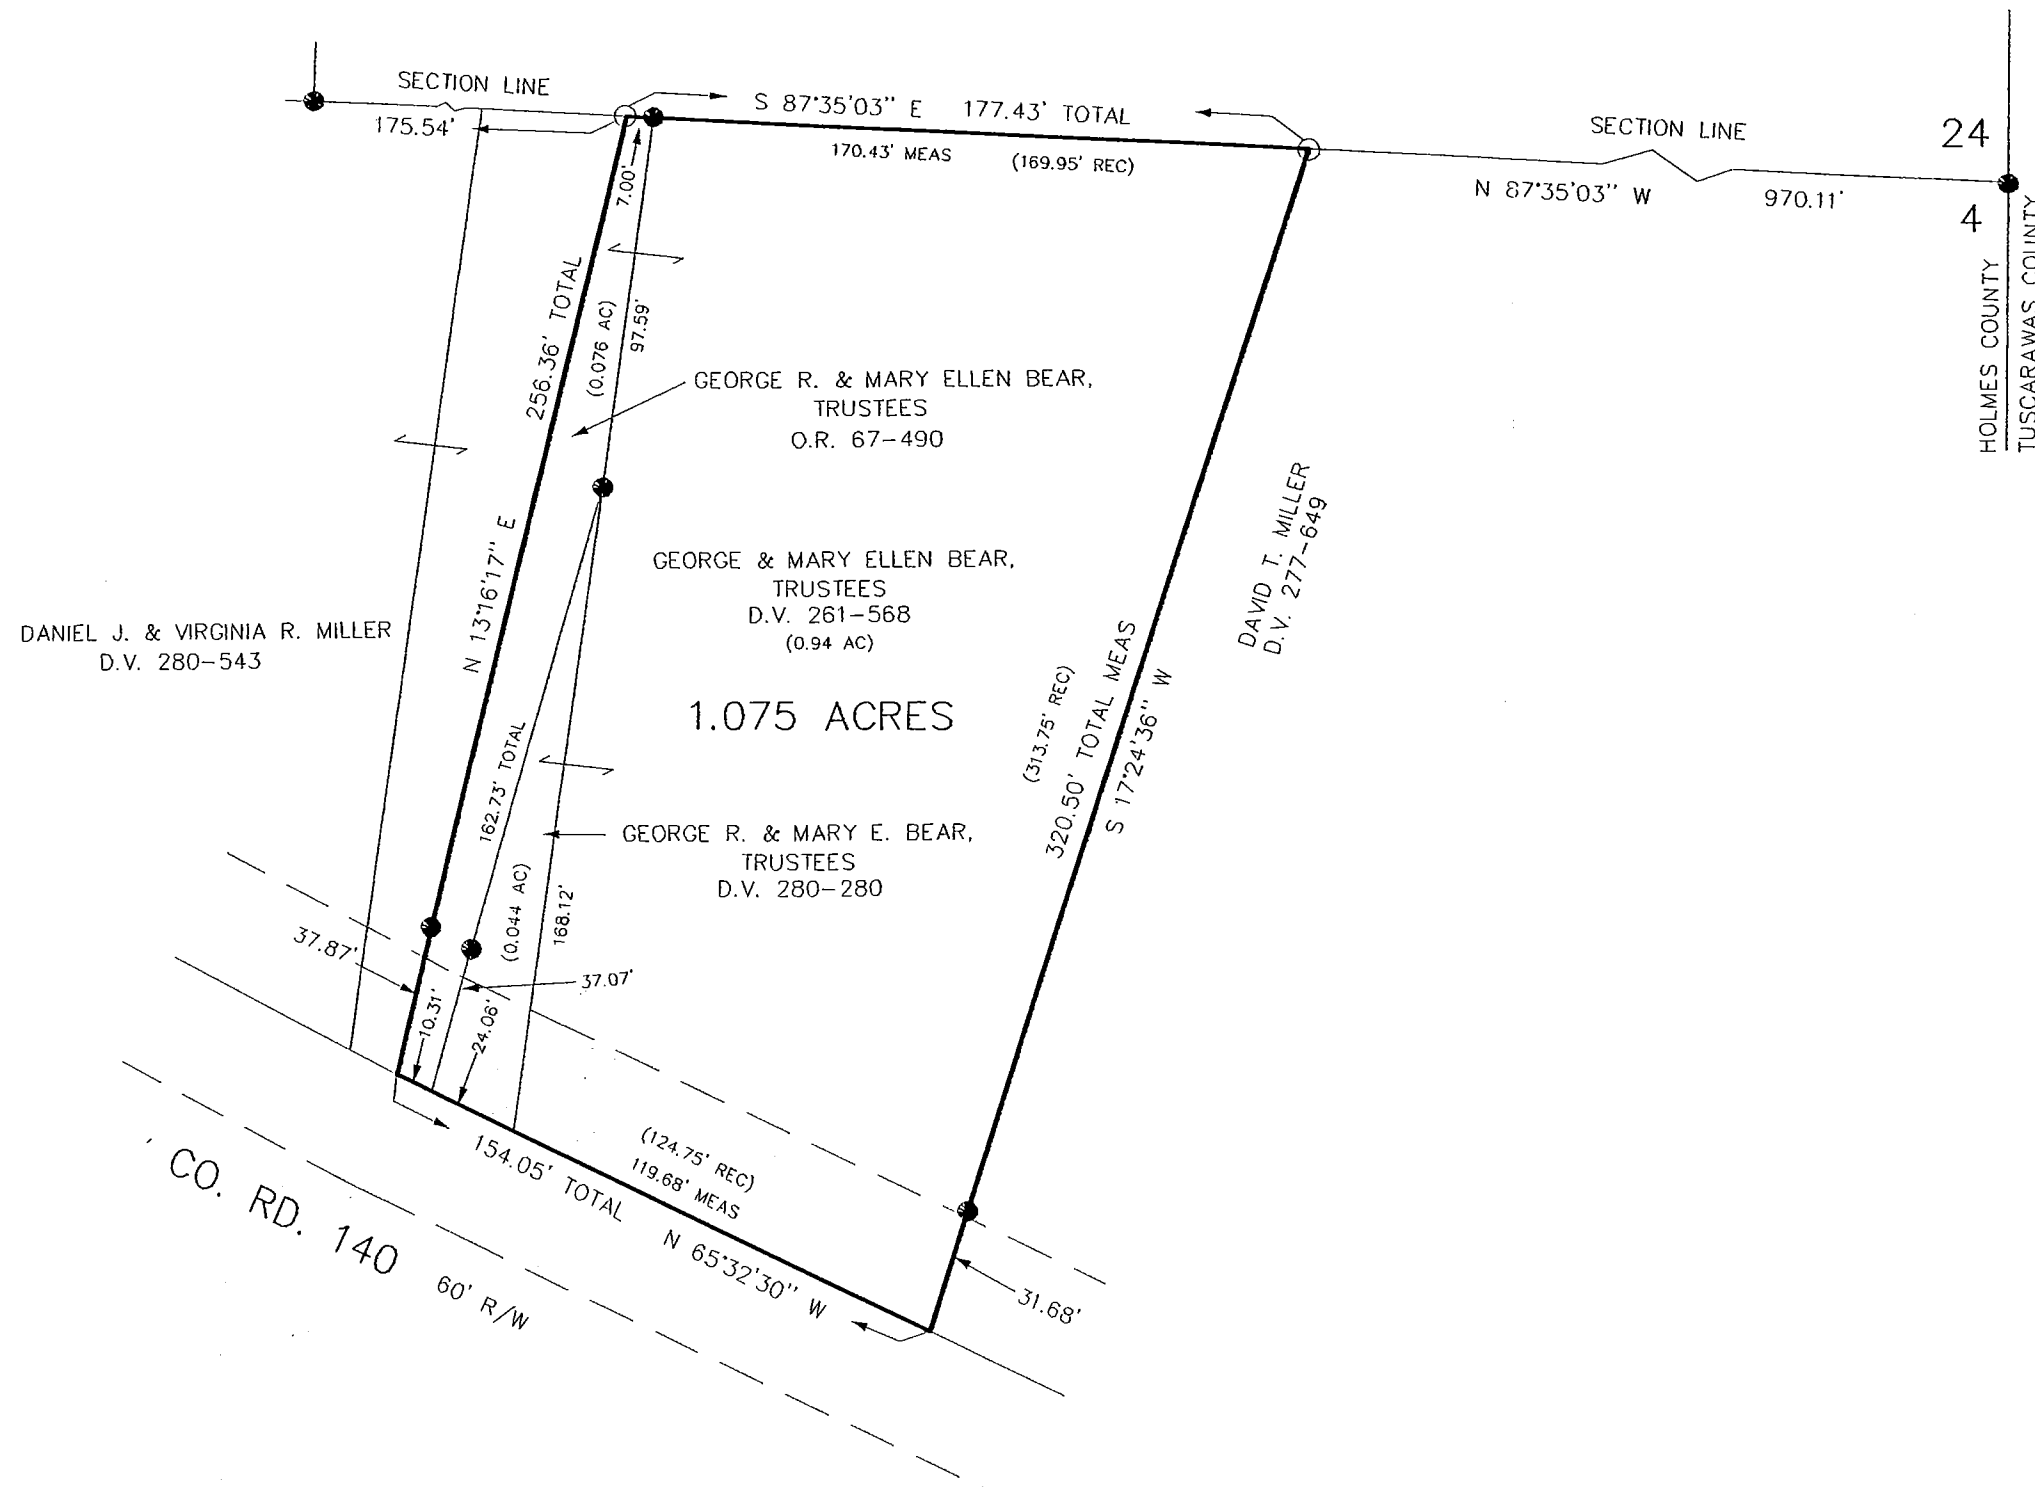 SECTION LINE
175.54'
S 87°35'03" E 177.43' TOTAL
170.43' MEAS (169.95' REC)
SECTION LINE
N 87°35'03" W 970.11'
24
4
HOLMES COUNTY
TUSCARAWAS COUNTY
7.00'
256.36' TOTAL
N 13°16'17" E
(0.076 AC)
97.59'
GEORGE R. & MARY ELLEN BEAR,
TRUSTEES
O.R. 67-490
GEORGE & MARY ELLEN BEAR,
TRUSTEES
D.V. 261-568
(0.94 AC)
1.075 ACRES
DANIEL J. & VIRGINIA R. MILLER
D.V. 280-543
DAVID T. MILLER
D.V. 277-649
(313.75' REC)
320.50' TOTAL MEAS
S 17°24'36" W
162.73' TOTAL
GEORGE R. & MARY E. BEAR,
TRUSTEES
D.V. 280-280
(0.044 AC)
168.12'
37.87'
37.07'
10.31'
24.06'
(124.75' REC)
119.68' MEAS
154.05' TOTAL N 65°32'30" W
31.68'
CO. RD. 140 60' R/W